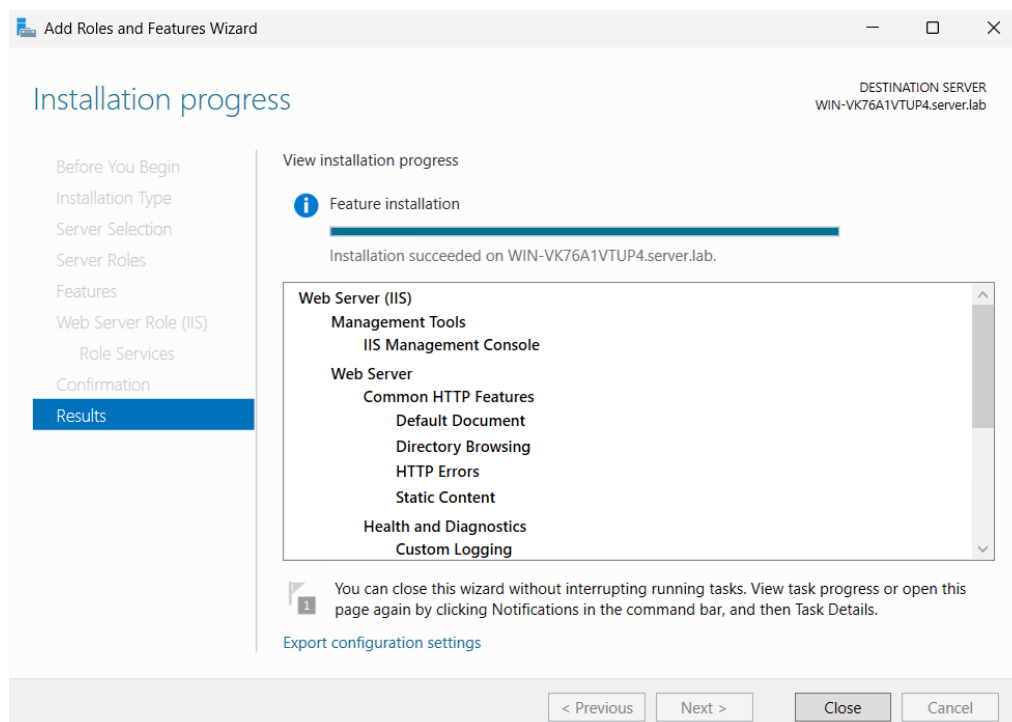 Add Roles and Features Wizard
Installation progress
DESTINATION SERVER
WIN-VK76A1VTUP4.server.lab
Before You Begin
Installation Type
Server Selection
Server Roles
Features
Web Server Role (IIS)
Role Services
Confirmation
Results
View installation progress
Feature installation
Installation succeeded on WIN-VK76A1VTUP4.server.lab.
Web Server (IIS)
Management Tools
IIS Management Console
Web Server
Common HTTP Features
Default Document
Directory Browsing
HTTP Errors
Static Content
Health and Diagnostics
Custom Logging
1
You can close this wizard without interrupting running tasks. View task progress or open this
page again by clicking Notifications in the command bar, and then Task Details.
Export configuration settings
< Previous
Next >
Close
Cancel